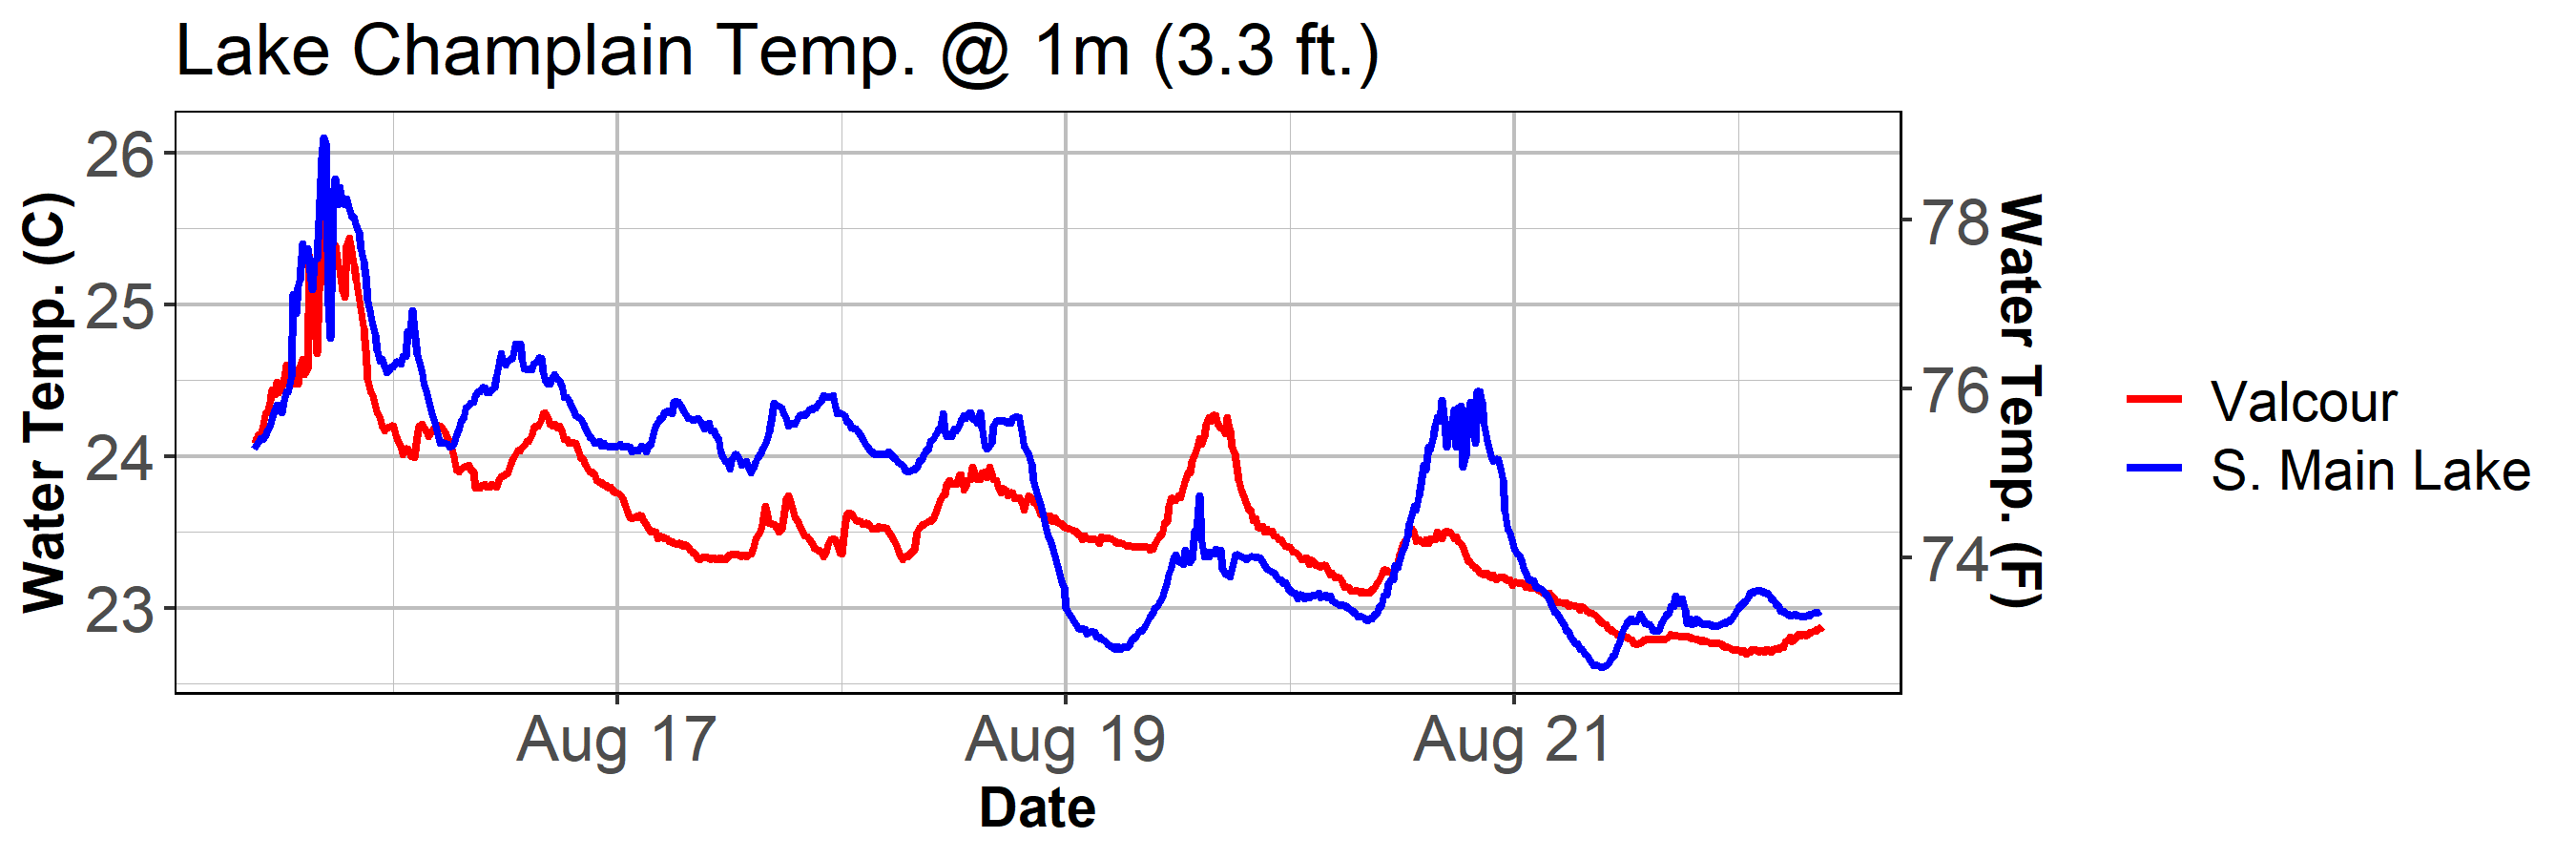 Lake Champlain Temp. @ 1m (3.3 ft.)
Water Temp. (C)
26
25
24
23
78
76
74
Water Temp. (F)
Aug 17
Aug 19
Aug 21
Date
Valcour
S. Main Lake